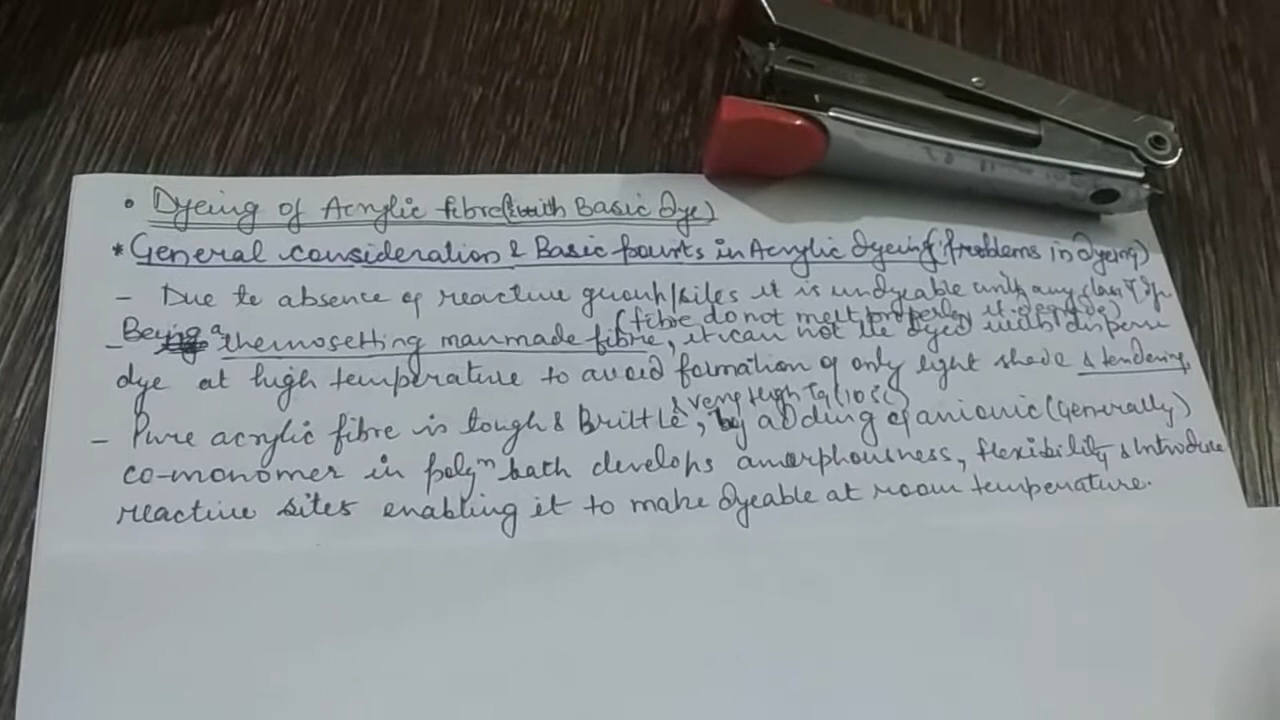 • Dyeing of Acrylic fibre (with Basic Dye)
* General consideration & Basic points in Acrylic dyeing (Problems in Dyeing)
- Due to absence of reactive group/sites it is undyeable with any class of
(fibre do not melt properly it degrade)
- Being a thermosetting manmade fibre, it can not be dyed with disperse
dye at high temperature to avoid formation of only light shade & tendering
& very high Tg (105c)
- Pure acrylic fibre is tough & Brittle, by adding of anionic (Generally)
co-monomer in polymn bath develops amorphousness, flexibility & Introduce
reactive sites enabling it to make dyeable at room temperature.